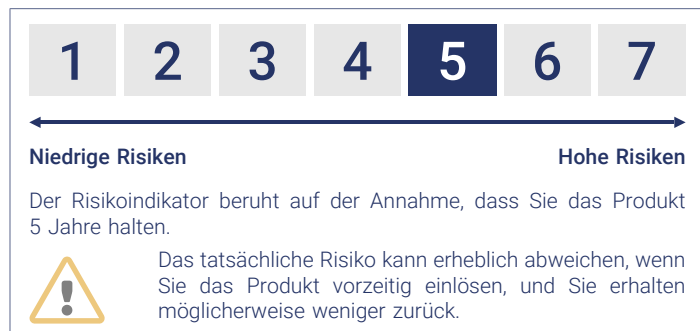 1 2 3 4 5 6 7
Niedrige Risiken Hohe Risiken
Der Risikoindikator beruht auf der Annahme, dass Sie das Produkt
5 Jahre halten.
Das tatsächliche Risiko kann erheblich abweichen, wenn
Sie das Produkt vorzeitig einlösen, und Sie erhalten
möglicherweise weniger zurück.